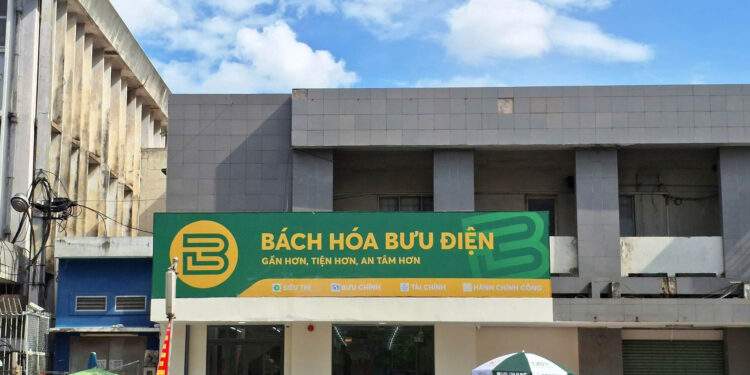 BÁCH HÓA BƯU ĐIỆN
GẦN HƠN, TIỆN HƠN, AN TÂM HƠN
SIÊU THỊ BƯU CHÍNH TÀI CHÍNH HÀNH CHÍNH CÔNG